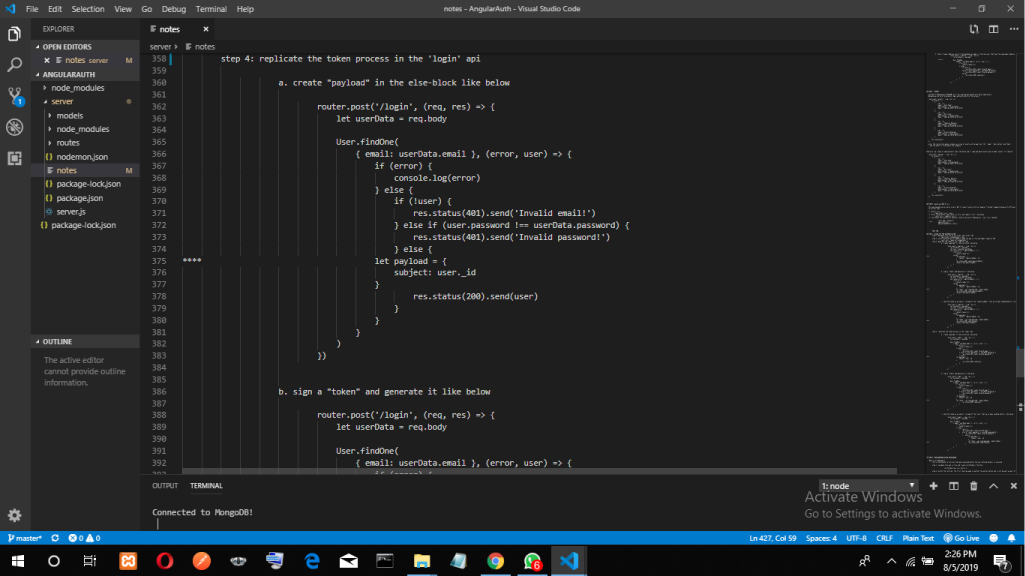 File Edit Selection View Go Debug Terminal Help
notes - AngularAuth - Visual Studio Code
EXPLORER
OPEN EDITORS
notes server M
ANGULARAUTH
node_modules
server
models
node_modules
routes
nodemon.json
notes M
package-lock.json
package.json
server.js
package-lock.json
OUTLINE
The active editor
cannot provide outline
information.
notes
server › notes
358 step 4: replicate the token process in the 'login' api
359
360 a. create "payload" in the else-block like below
361
362 router.post('/login', (req, res) => {
363 let userData = req.body
364
365 User.findOne(
366 { email: userData.email }, (error, user) => {
367 if (error) {
368 console.log(error)
369 } else {
370 if (!user) {
371 res.status(401).send('Invalid email!')
372 } else if (user.password !== userData.password) {
373 res.status(401).send('Invalid password!')
374 } else {
375 **** let payload = {
376 subject: user._id
377 }
378 res.status(200).send(user)
379 }
380 }
381 }
382 )
383 })
384
385
386 b. sign a "token" and generate it like below
387
388 router.post('/login', (req, res) => {
389 let userData = req.body
390
391 User.findOne(
392 { email: userData.email }, (error, user) => {
OUTPUT TERMINAL
1: node
Connected to MongoDB!
Activate Windows
Go to Settings to activate Windows.
master* 0 0
Ln 427, Col 59 Spaces: 4 UTF-8 CRLF Plain Text Go Live
1
6
2:26 PM
8/5/2019
7